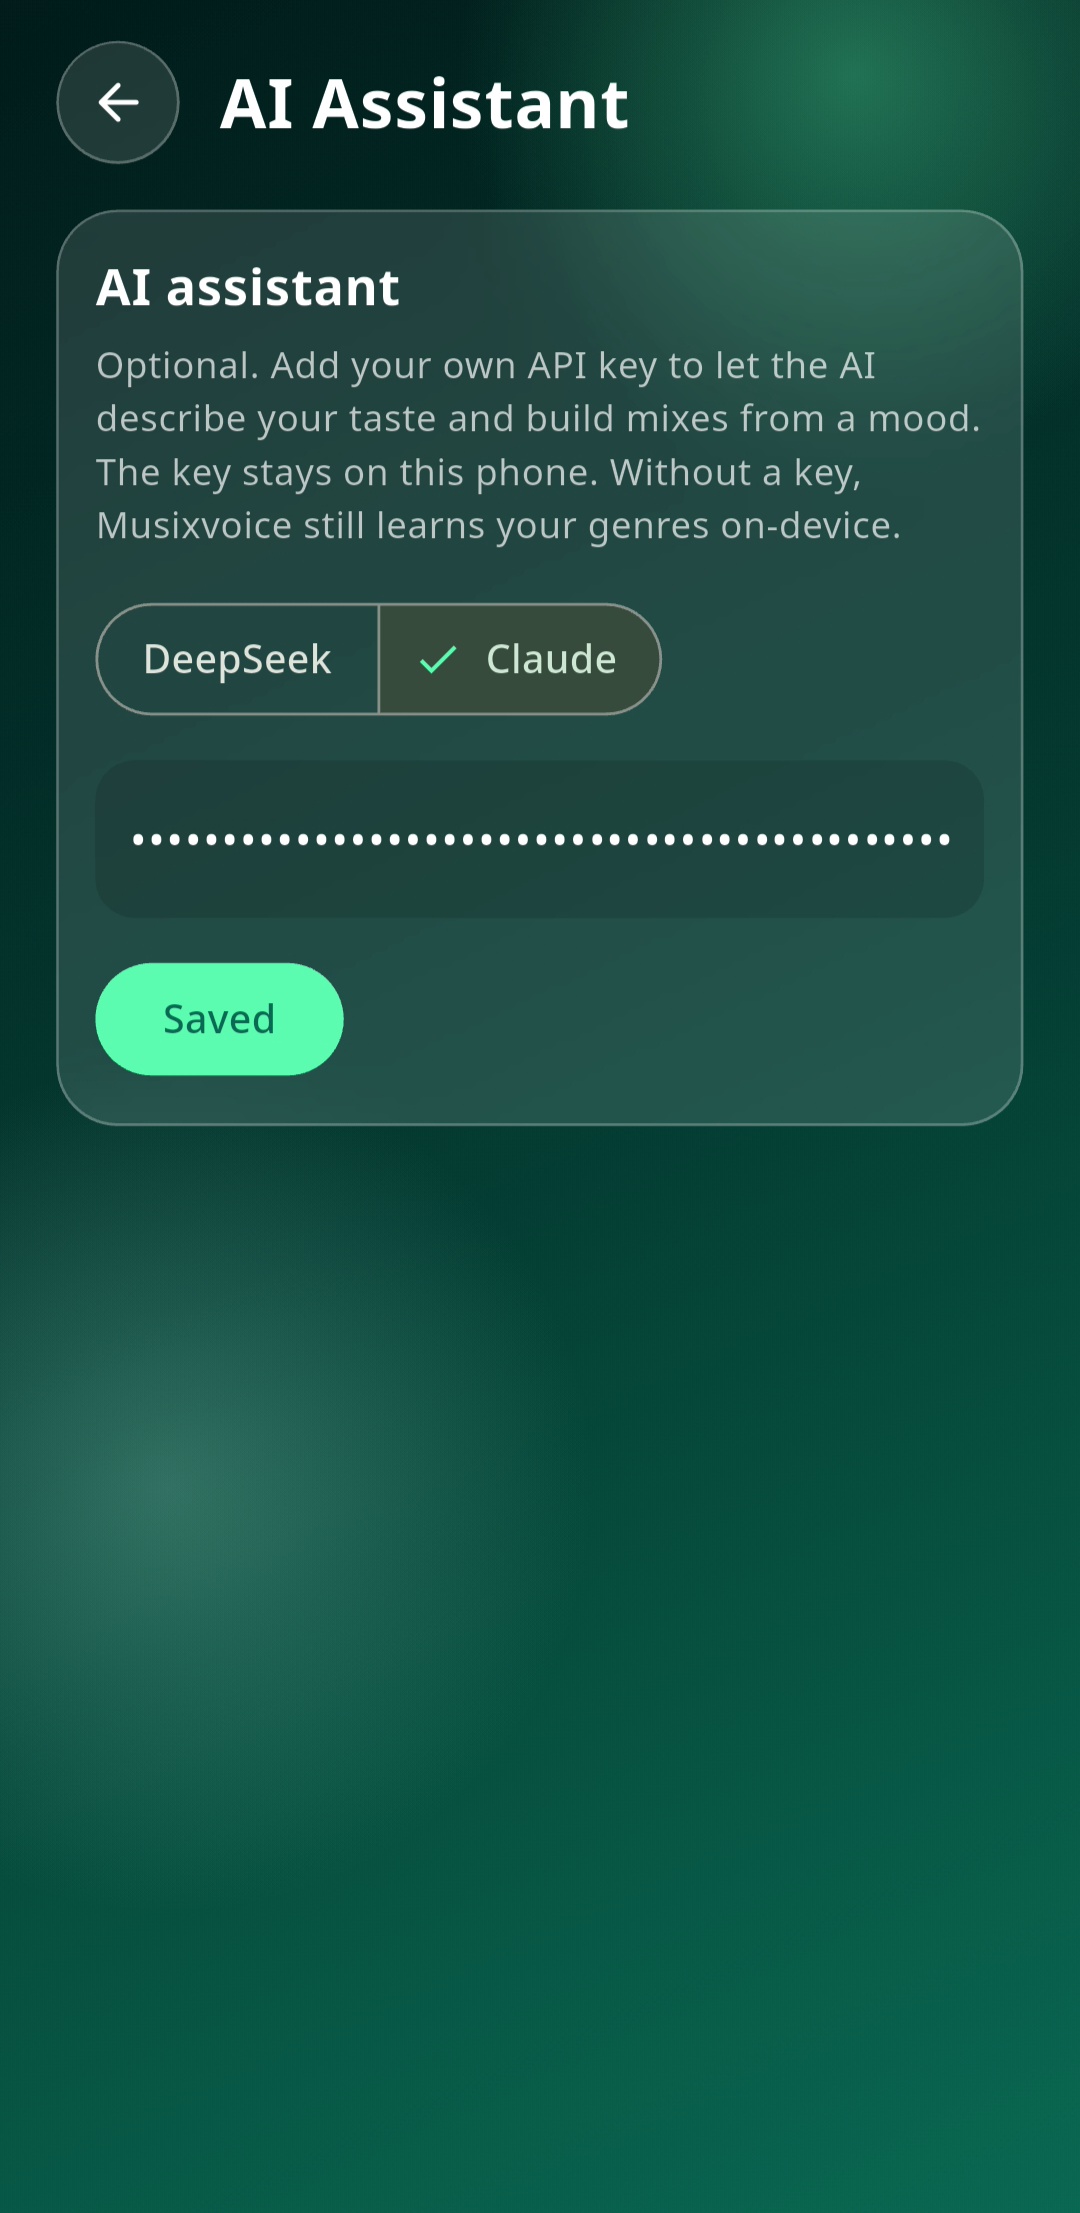 AI Assistant
AI assistant
Optional. Add your own API key to let the AI
describe your taste and build mixes from a mood.
The key stays on this phone. Without a key,
Musixvoice still learns your genres on-device.
DeepSeek
Claude
Saved